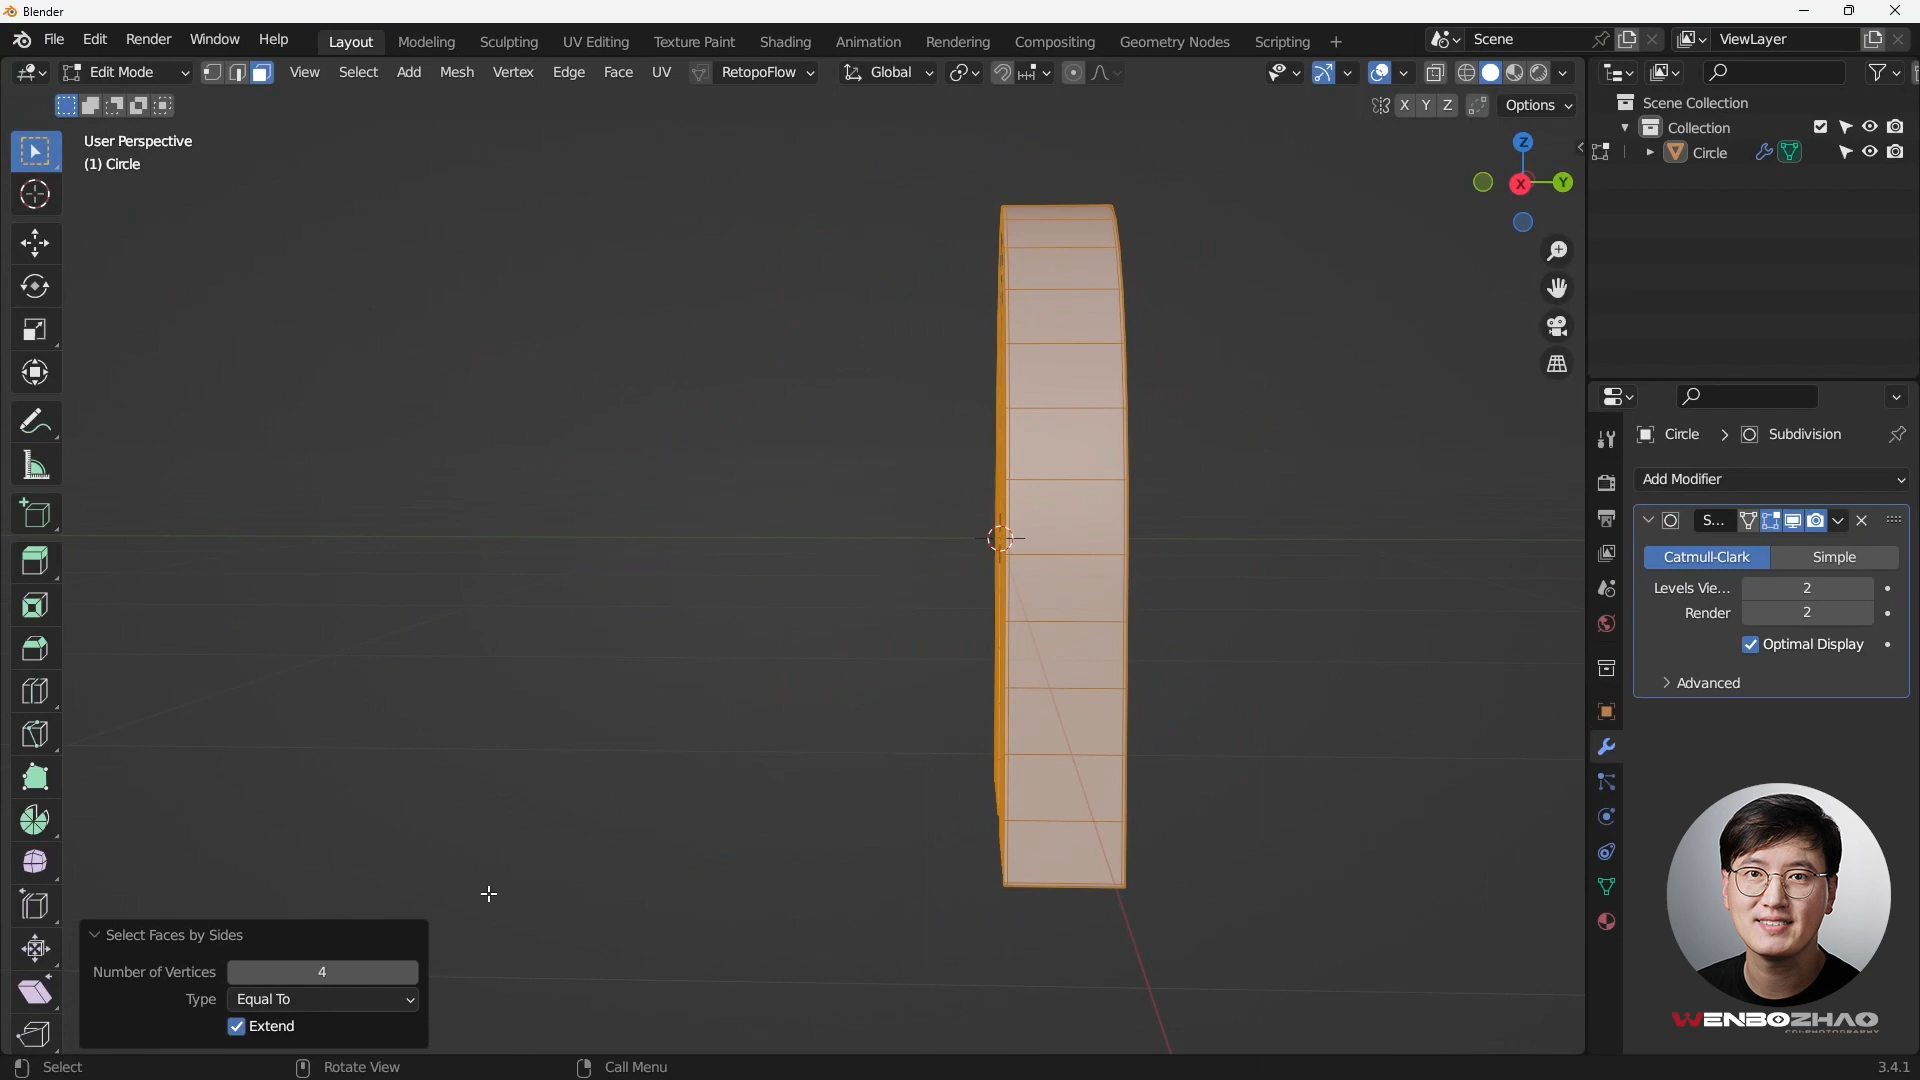 Blender
File Edit Render Window Help Layout Modeling Sculpting UV Editing Texture Paint Shading Animation Rendering Compositing Geometry Nodes Scripting + Scene ViewLayer
Edit Mode View Select Add Mesh Vertex Edge Face UV RetopoFlow Global
X Y Z Options
User Perspective
(1) Circle
Z
X Y
Scene Collection
Collection
Circle
Circle > Subdivision
Add Modifier
S...
Catmull-Clark Simple
Levels Vie... 2
Render 2
Optimal Display
Advanced
Select Faces by Sides
Number of Vertices 4
Type Equal To
Extend
WENBOZHAO
Select Rotate View Call Menu 3.4.1